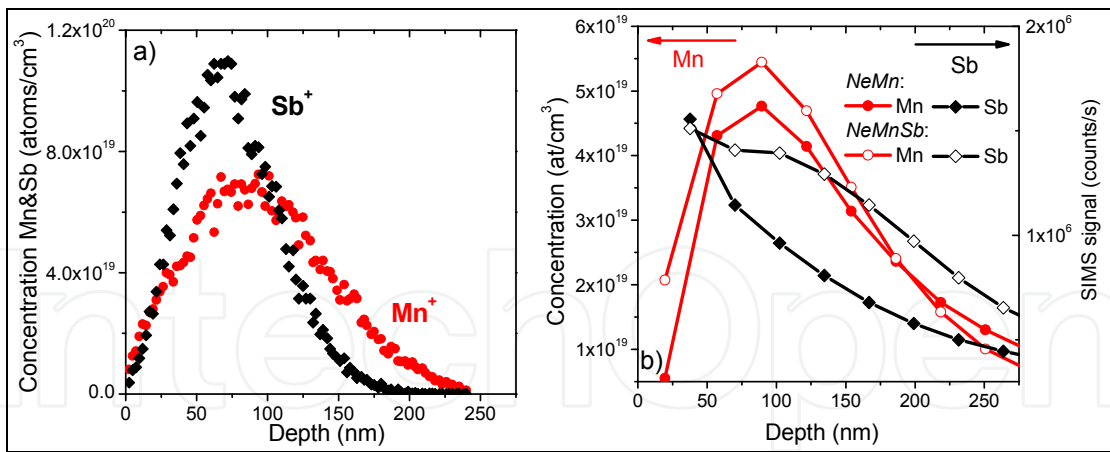 a)
Sb⁺
Mn⁺
1.2x10²⁰
8.0x10¹⁹
4.0x10¹⁹
0.0
0 50 100 150 200 250
Depth (nm)
Concentration Mn&Sb (atoms/cm³)
b)
Mn
Sb
NeMn:
Mn Sb
NeMnSb:
Mn Sb
6x10¹⁹
5x10¹⁹
4x10¹⁹
3x10¹⁹
2x10¹⁹
1x10¹⁹
0 50 100 150 200 250
Depth (nm)
Concentration (at/cm³)
2x10⁶
1x10⁶
SIMS signal (counts/s)